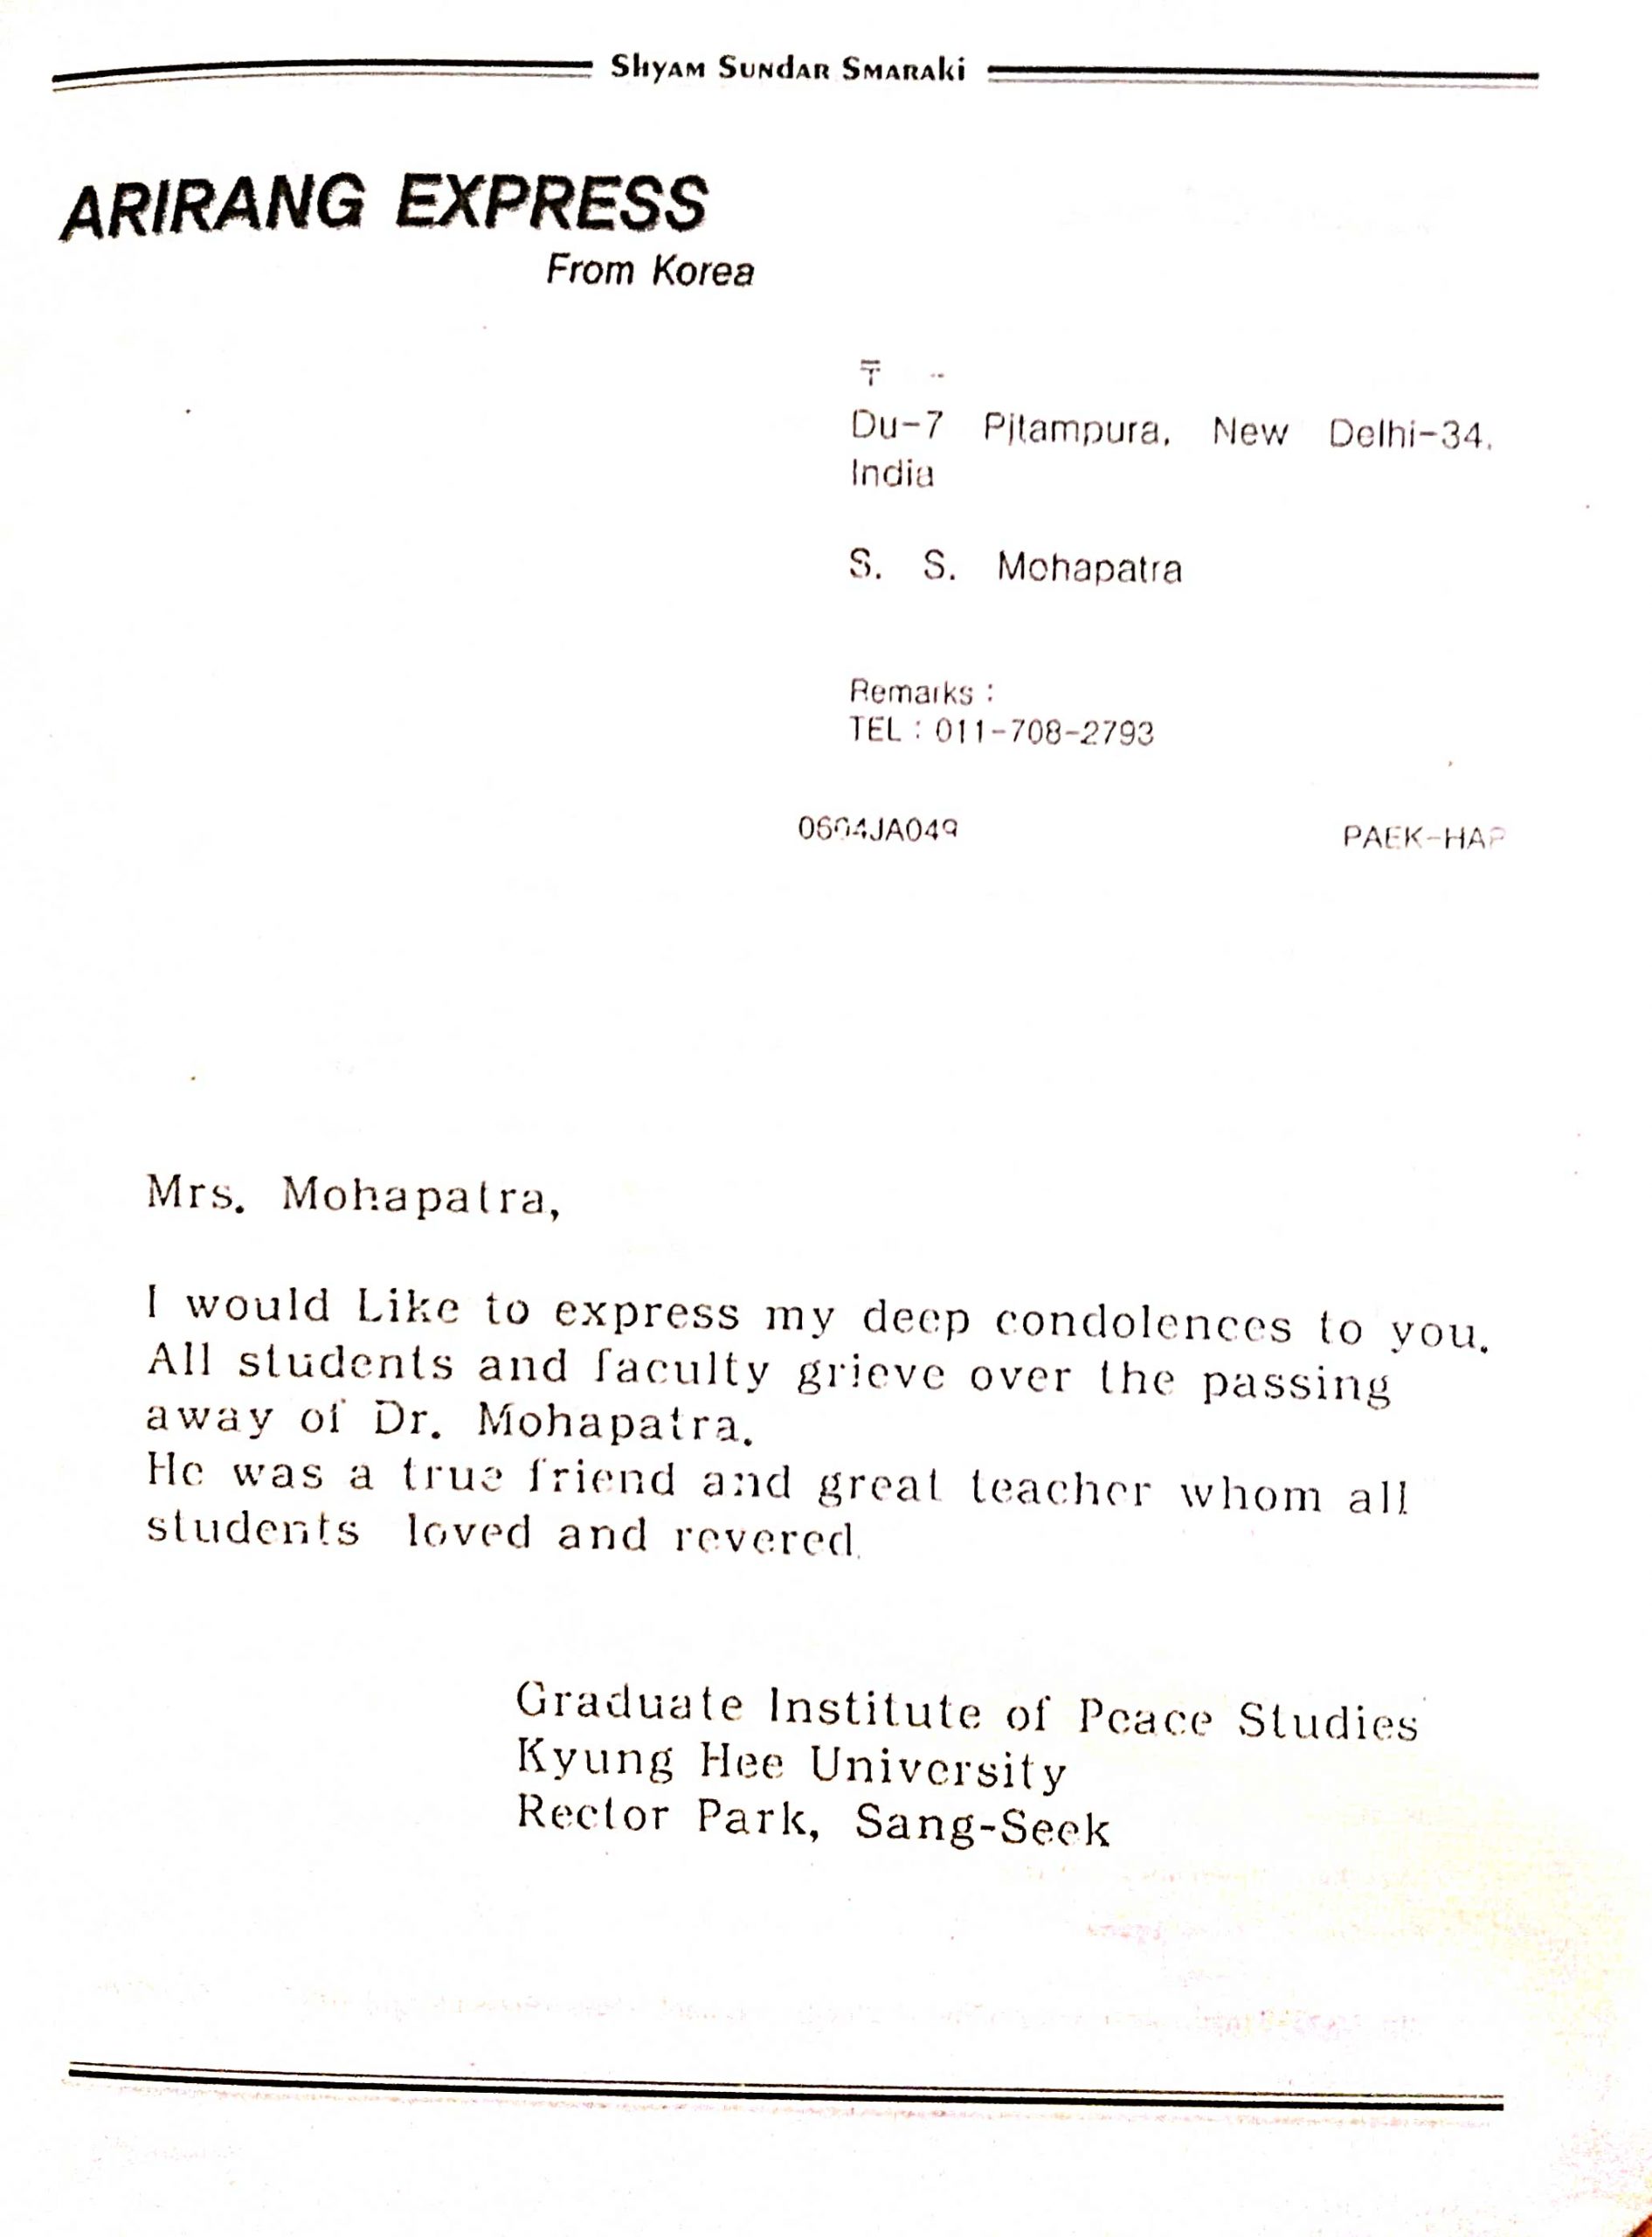 Shyam Sundar Smaraki
ARIRANG EXPRESS
From Korea
〒 --
Du-7 Pitampura, New Delhi-34,
India
S. S. Mohapatra
Remarks :
TEL : 011-708-2793
0604JA049 PAEK-HAP
Mrs. Mohapatra,
I would Like to express my deep condolences to you.
All students and faculty grieve over the passing
away of Dr. Mohapatra.
He was a true friend and great teacher whom all
students loved and revered.
Graduate Institute of Peace Studies
Kyung Hee University
Rector Park, Sang-Seek